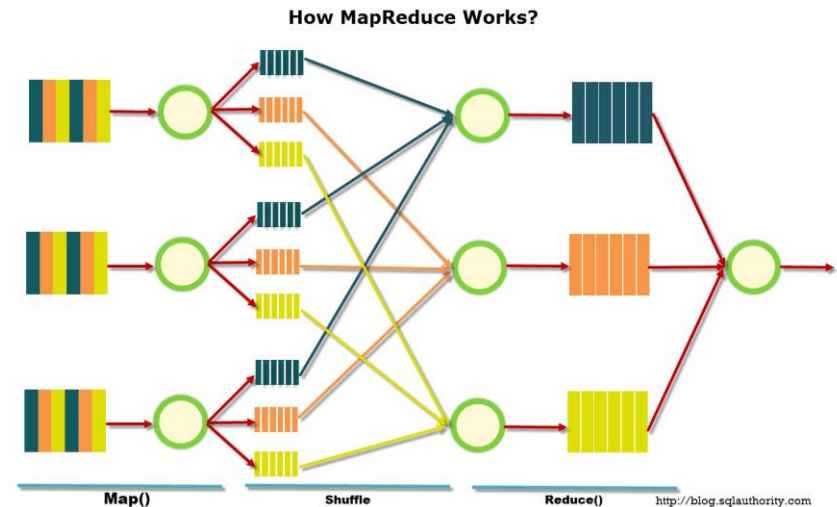 How MapReduce Works?
Map()
Shuffle
Reduce()
http://blog.sqlauthority.com